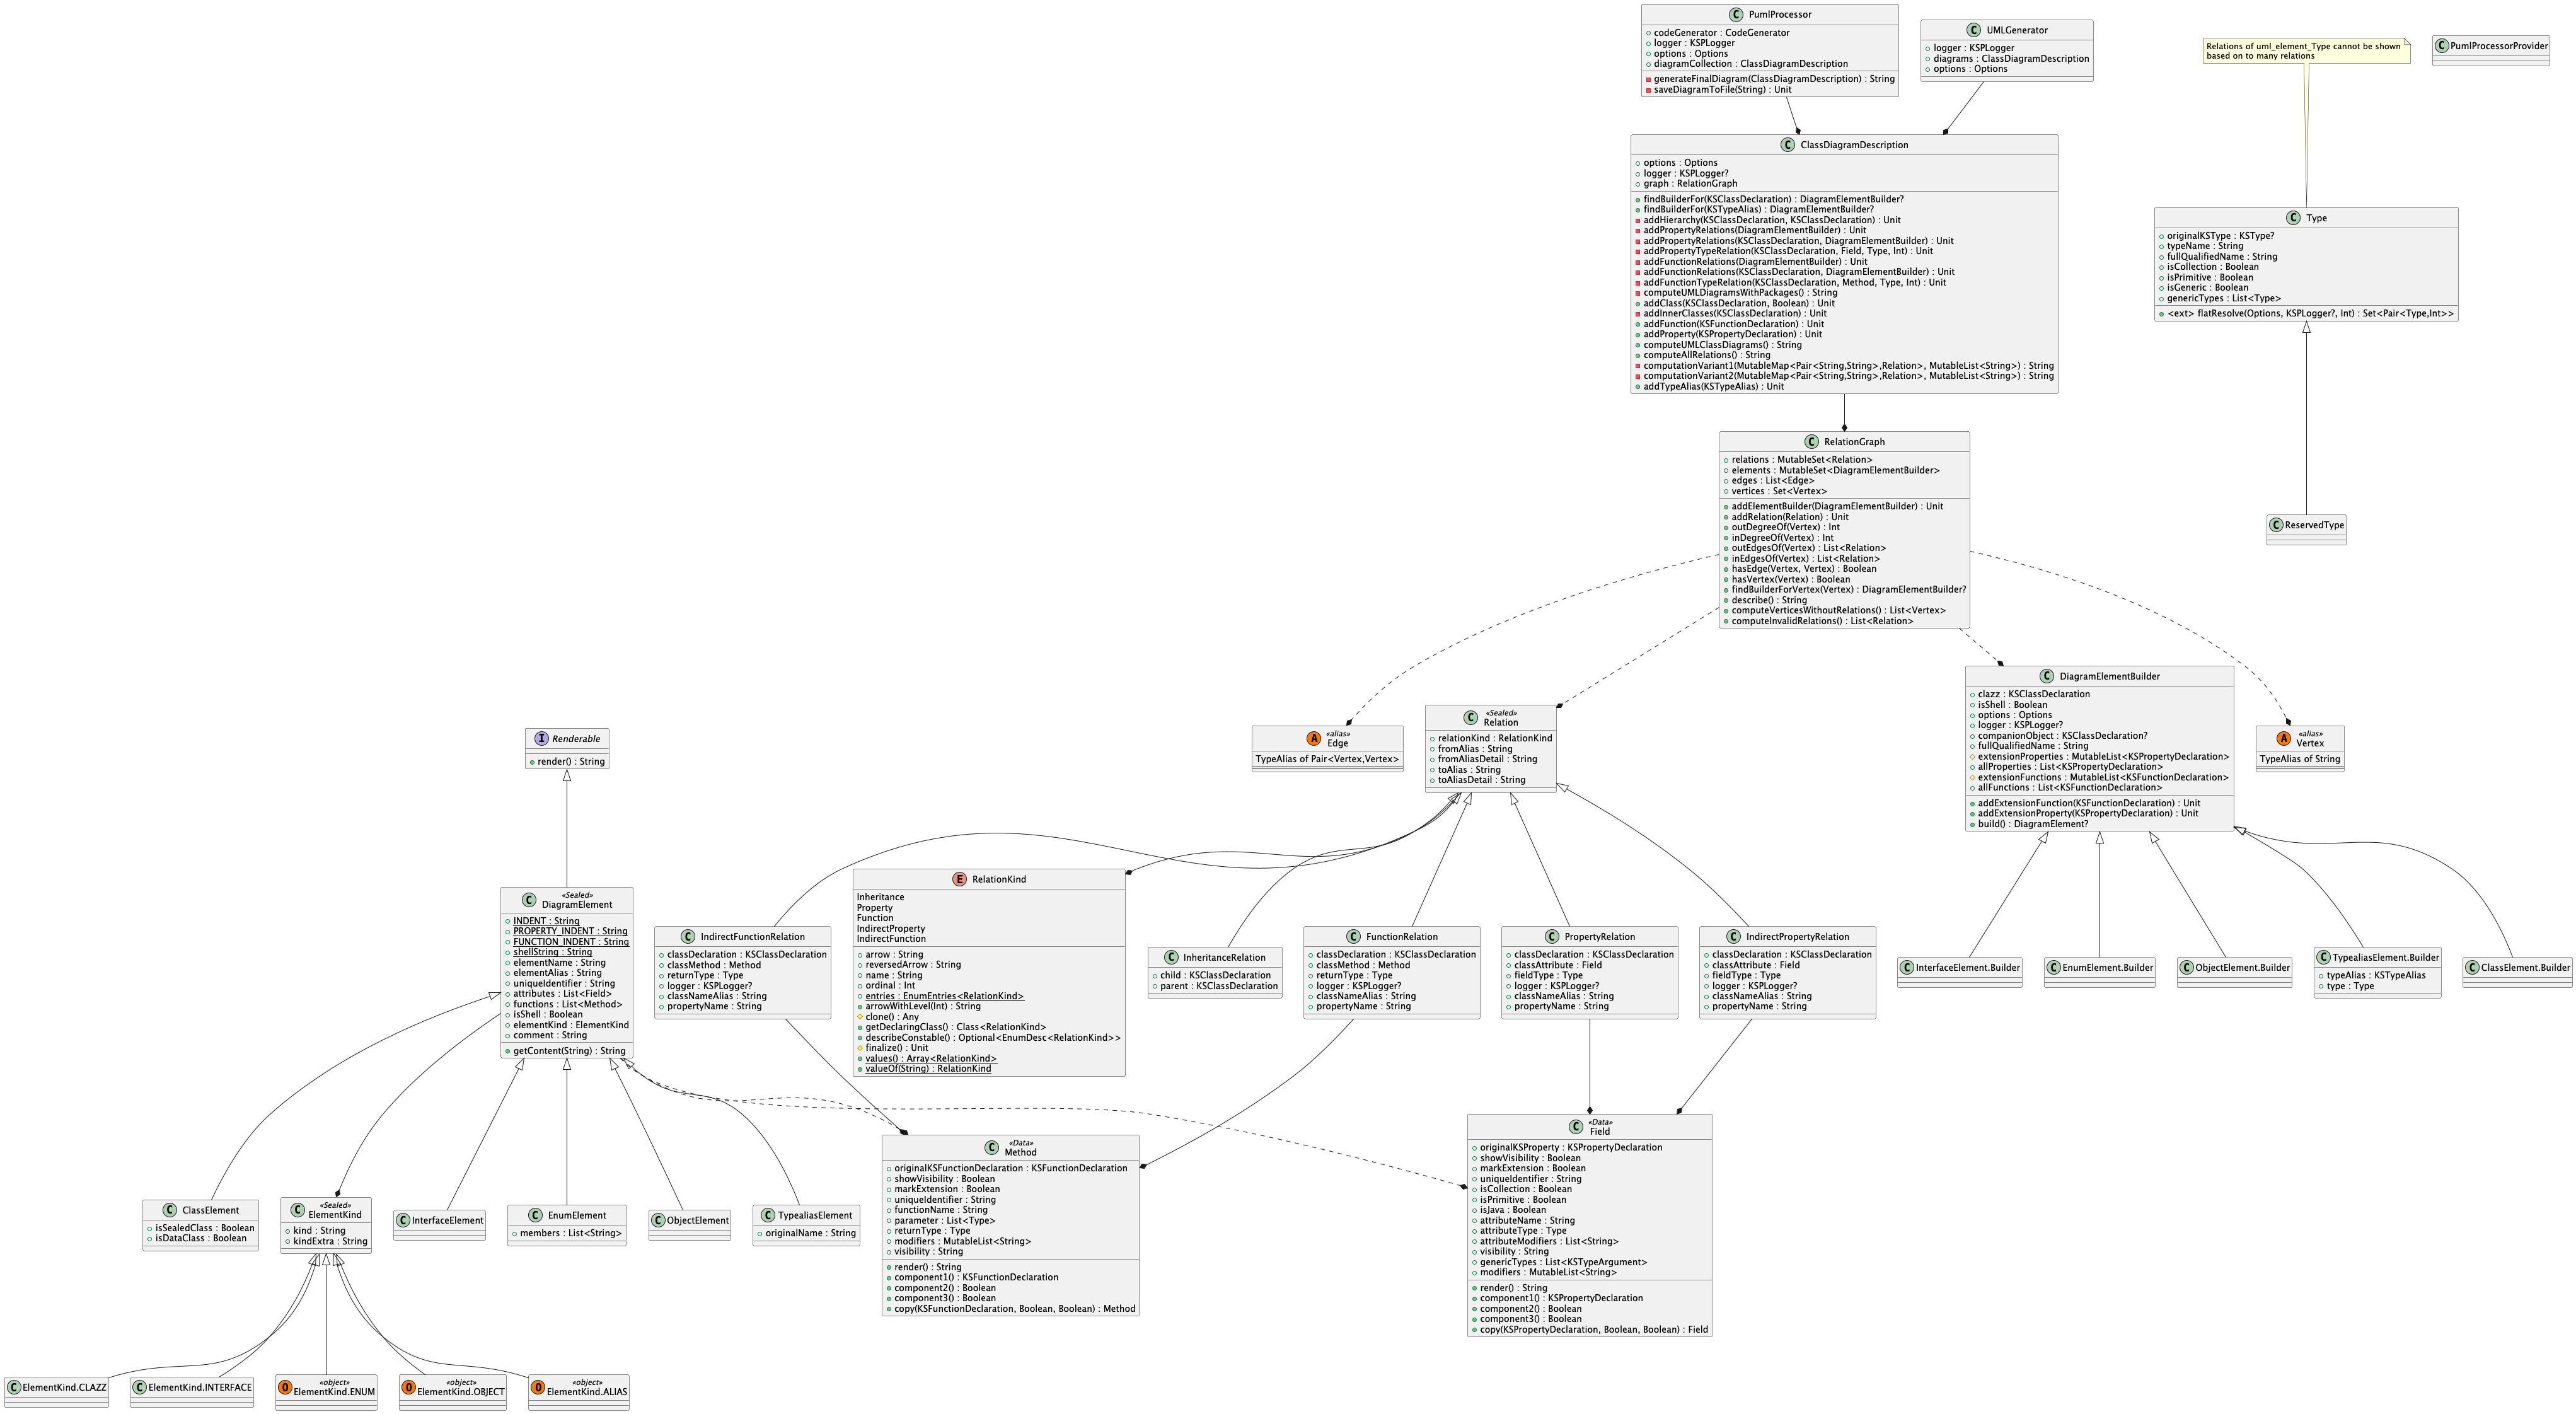 C PumlProcessor
codeGenerator : CodeGenerator
logger : KSPLogger
options : Options
diagramCollection : ClassDiagramDescription
generateFinalDiagram(ClassDiagramDescription) : String
saveDiagramToFile(String) : Unit
C UMLGenerator
logger : KSPLogger
diagrams : ClassDiagramDescription
options : Options
Relations of uml_element_Type cannot be shown
based on to many relations
C PumlProcessorProvider
C ClassDiagramDescription
options : Options
logger : KSPLogger?
graph : RelationGraph
findBuilderFor(KSClassDeclaration) : DiagramElementBuilder?
findBuilderFor(KSTypeAlias) : DiagramElementBuilder?
addHierarchy(KSClassDeclaration, KSClassDeclaration) : Unit
addPropertyRelations(DiagramElementBuilder) : Unit
addPropertyRelations(KSClassDeclaration, DiagramElementBuilder) : Unit
addPropertyTypeRelation(KSClassDeclaration, Field, Type, Int) : Unit
addFunctionRelations(DiagramElementBuilder) : Unit
addFunctionRelations(KSClassDeclaration, DiagramElementBuilder) : Unit
addFunctionTypeRelation(KSClassDeclaration, Method, Type, Int) : Unit
computeUMLDiagramsWithPackages() : String
addClass(KSClassDeclaration, Boolean) : Unit
addInnerClasses(KSClassDeclaration) : Unit
addFunction(KSFunctionDeclaration) : Unit
addProperty(KSPropertyDeclaration) : Unit
computeUMLClassDiagrams() : String
computeAllRelations() : String
computationVariant1(MutableMap<Pair<String,String>,Relation>, MutableList<String>) : String
computationVariant2(MutableMap<Pair<String,String>,Relation>, MutableList<String>) : String
addTypeAlias(KSTypeAlias) : Unit
C Type
originalKSType : KSType?
typeName : String
fullQualifiedName : String
isCollection : Boolean
isPrimitive : Boolean
isGeneric : Boolean
genericTypes : List<Type>
<ext> flatResolve(Options, KSPLogger?, Int) : Set<Pair<Type,Int>>
C RelationGraph
relations : MutableSet<Relation>
elements : MutableSet<DiagramElementBuilder>
edges : List<Edge>
vertices : Set<Vertex>
addElementBuilder(DiagramElementBuilder) : Unit
addRelation(Relation) : Unit
outDegreeOf(Vertex) : Int
inDegreeOf(Vertex) : Int
outEdgesOf(Vertex) : List<Relation>
inEdgesOf(Vertex) : List<Relation>
hasEdge(Vertex, Vertex) : Boolean
hasVertex(Vertex) : Boolean
findBuilderForVertex(Vertex) : DiagramElementBuilder?
describe() : String
computeVerticesWithoutRelations() : List<Vertex>
computeInvalidRelations() : List<Relation>
C ReservedType
I Renderable
render() : String
A «alias»
Edge
TypeAlias of Pair<Vertex,Vertex>
C «Sealed»
Relation
relationKind : RelationKind
fromAlias : String
fromAliasDetail : String
toAlias : String
toAliasDetail : String
C DiagramElementBuilder
clazz : KSClassDeclaration
isShell : Boolean
options : Options
logger : KSPLogger?
companionObject : KSClassDeclaration?
fullQualifiedName : String
extensionProperties : MutableList<KSPropertyDeclaration>
allProperties : List<KSPropertyDeclaration>
extensionFunctions : MutableList<KSFunctionDeclaration>
allFunctions : List<KSFunctionDeclaration>
addExtensionFunction(KSFunctionDeclaration) : Unit
addExtensionProperty(KSPropertyDeclaration) : Unit
build() : DiagramElement?
A «alias»
Vertex
TypeAlias of String
C «Sealed»
DiagramElement
INDENT : String
PROPERTY_INDENT : String
FUNCTION_INDENT : String
shellString : String
elementName : String
elementAlias : String
uniqueIdentifier : String
attributes : List<Field>
functions : List<Method>
isShell : Boolean
elementKind : ElementKind
comment : String
getContent(String) : String
C IndirectFunctionRelation
classDeclaration : KSClassDeclaration
classMethod : Method
returnType : Type
logger : KSPLogger?
classNameAlias : String
propertyName : String
E RelationKind
Inheritance
Property
Function
IndirectProperty
IndirectFunction
arrow : String
reversedArrow : String
name : String
ordinal : Int
entries : EnumEntries<RelationKind>
arrowWithLevel(Int) : String
clone() : Any
getDeclaringClass() : Class<RelationKind>
describeConstable() : Optional<EnumDesc<RelationKind>>
finalize() : Unit
values() : Array<RelationKind>
valueOf(String) : RelationKind
C InheritanceRelation
child : KSClassDeclaration
parent : KSClassDeclaration
C FunctionRelation
classDeclaration : KSClassDeclaration
classMethod : Method
returnType : Type
logger : KSPLogger?
classNameAlias : String
propertyName : String
C PropertyRelation
classDeclaration : KSClassDeclaration
classAttribute : Field
fieldType : Type
logger : KSPLogger?
classNameAlias : String
propertyName : String
C IndirectPropertyRelation
classDeclaration : KSClassDeclaration
classAttribute : Field
fieldType : Type
logger : KSPLogger?
classNameAlias : String
propertyName : String
C InterfaceElement.Builder
C EnumElement.Builder
C ObjectElement.Builder
C TypealiasElement.Builder
typeAlias : KSTypeAlias
type : Type
C ClassElement.Builder
C ClassElement
isSealedClass : Boolean
isDataClass : Boolean
C «Sealed»
ElementKind
kind : String
kindExtra : String
C InterfaceElement
C EnumElement
members : List<String>
C ObjectElement
C TypealiasElement
originalName : String
C «Data»
Method
originalKSFunctionDeclaration : KSFunctionDeclaration
showVisibility : Boolean
markExtension : Boolean
uniqueIdentifier : String
functionName : String
parameter : List<Type>
returnType : Type
modifiers : MutableList<String>
visibility : String
render() : String
component1() : KSFunctionDeclaration
component2() : Boolean
component3() : Boolean
copy(KSFunctionDeclaration, Boolean, Boolean) : Method
C «Data»
Field
originalKSProperty : KSPropertyDeclaration
showVisibility : Boolean
markExtension : Boolean
uniqueIdentifier : String
isCollection : Boolean
isPrimitive : Boolean
isJava : Boolean
attributeName : String
attributeType : Type
attributeModifiers : List<String>
visibility : String
genericTypes : List<KSTypeArgument>
modifiers : MutableList<String>
render() : String
component1() : KSPropertyDeclaration
component2() : Boolean
component3() : Boolean
copy(KSPropertyDeclaration, Boolean, Boolean) : Field
C ElementKind.CLAZZ
C ElementKind.INTERFACE
O «object»
ElementKind.ENUM
O «object»
ElementKind.OBJECT
O «object»
ElementKind.ALIAS